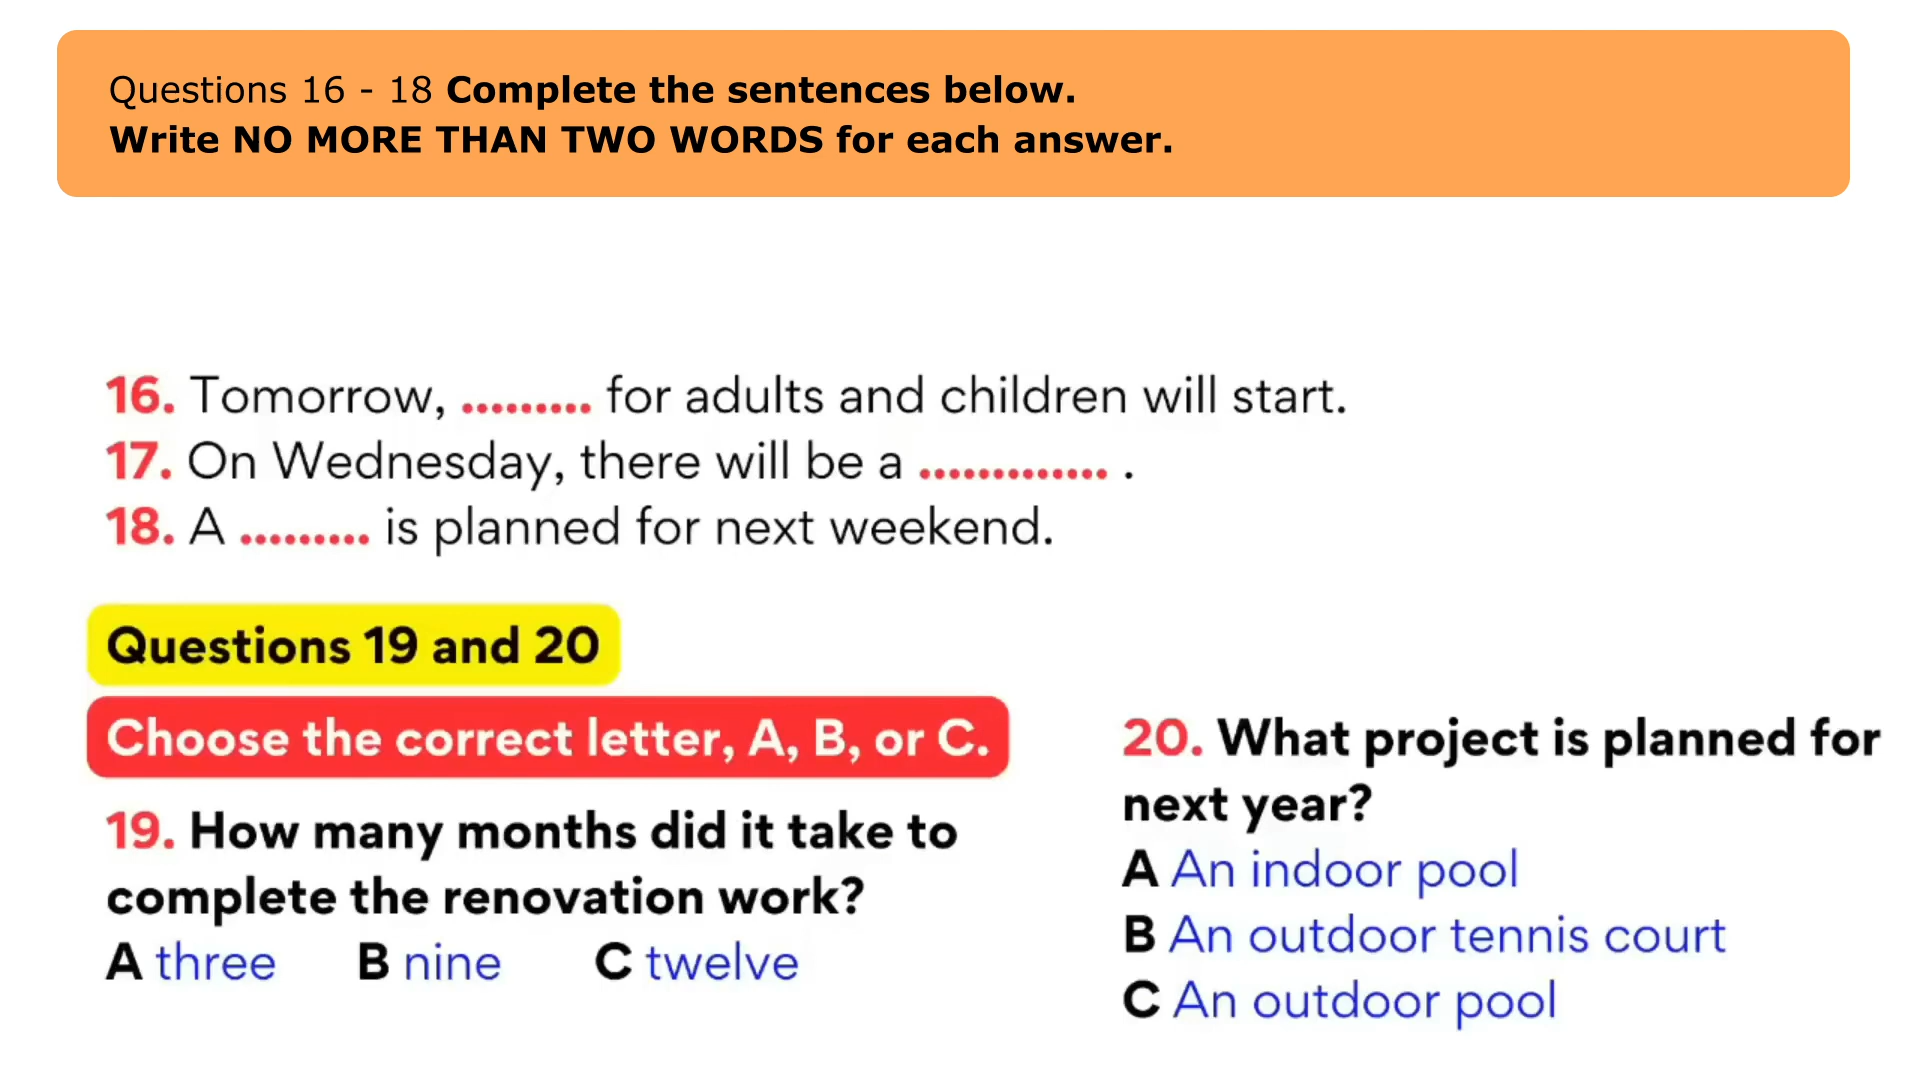 Questions 16 - 18 Complete the sentences below.
Write NO MORE THAN TWO WORDS for each answer.
16. Tomorrow, ......... for adults and children will start.
17. On Wednesday, there will be a ............. .
18. A ......... is planned for next weekend.
Questions 19 and 20
Choose the correct letter, A, B, or C.
19. How many months did it take to
complete the renovation work?
A three B nine C twelve
20. What project is planned for
next year?
A An indoor pool
B An outdoor tennis court
C An outdoor pool